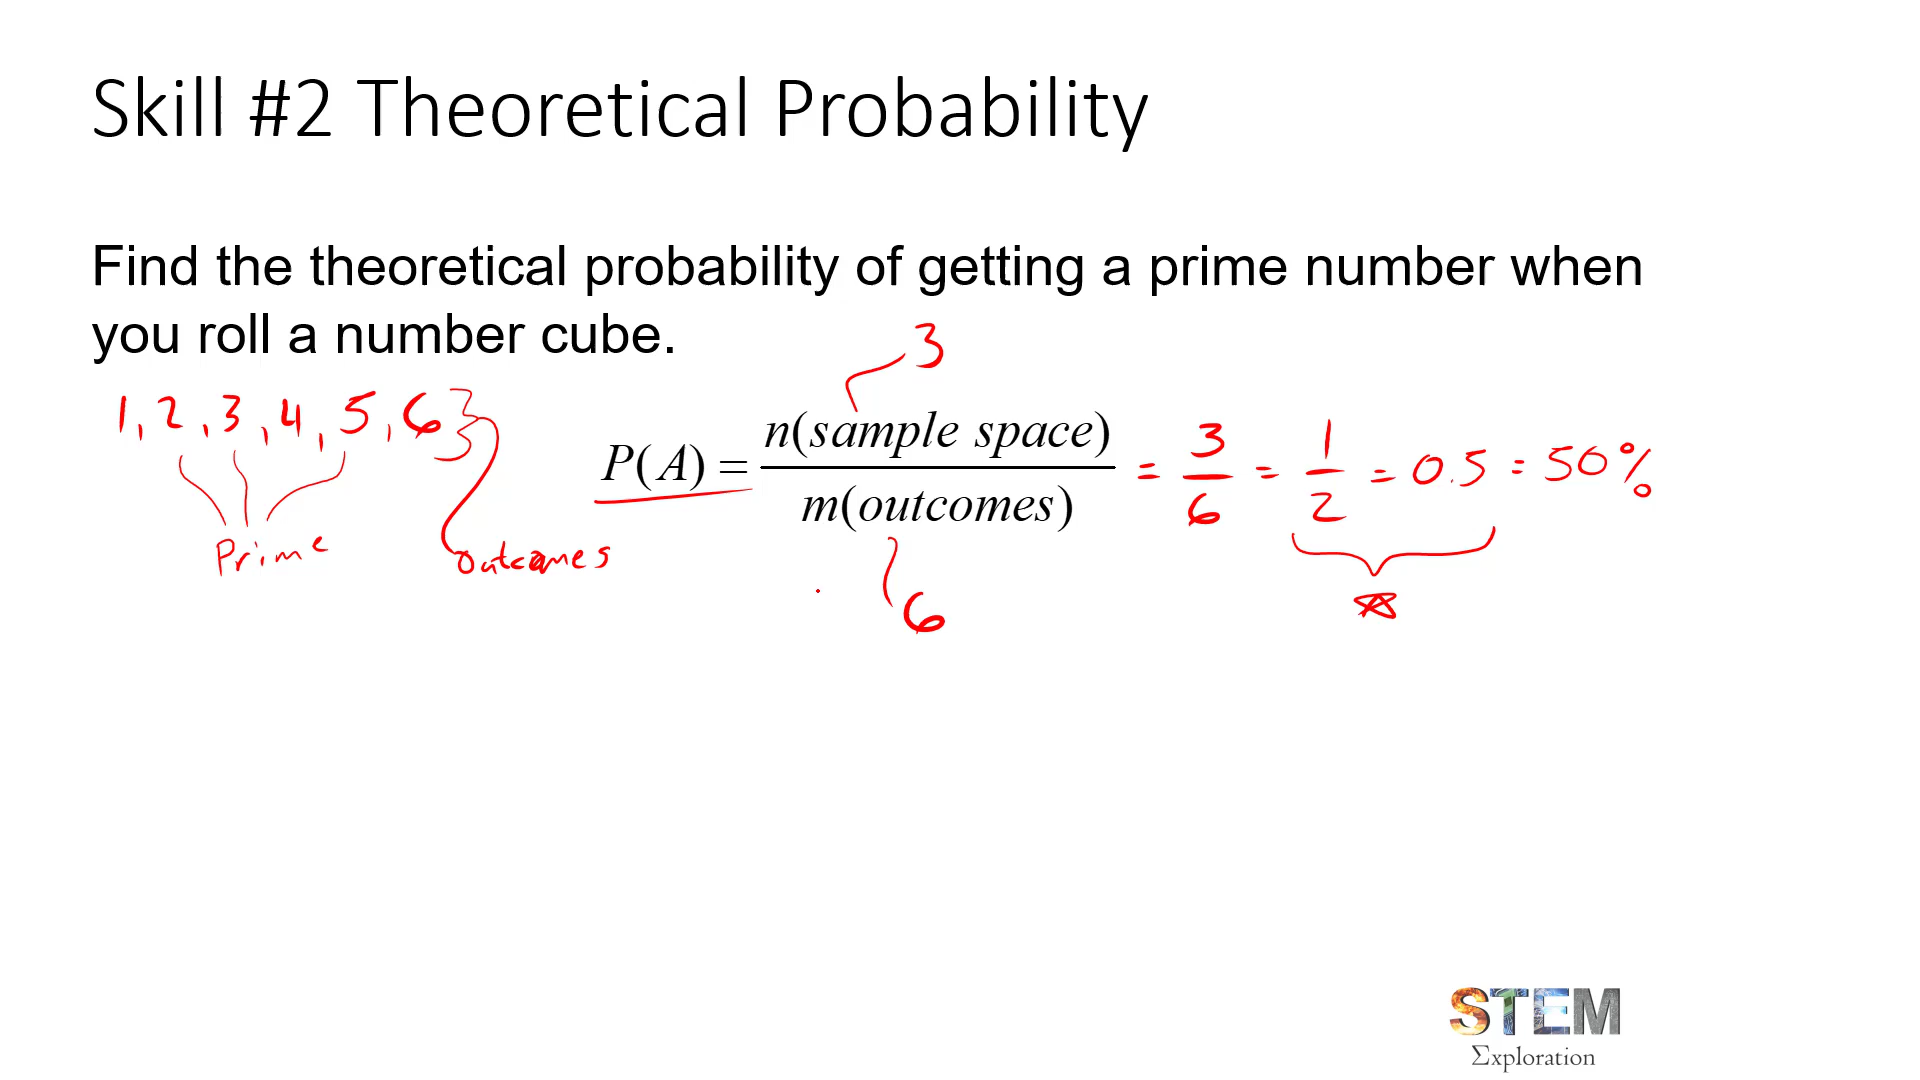 Skill #2 Theoretical Probability
Find the theoretical probability of getting a prime number when
you roll a number cube.
3
1, 2, 3, 4, 5, 6 }
P(A) = n(sample space) / m(outcomes) = 3/6 = 1/2 = 0.5 = 50%
Prime
outcomes
6
STEM
Σxploration